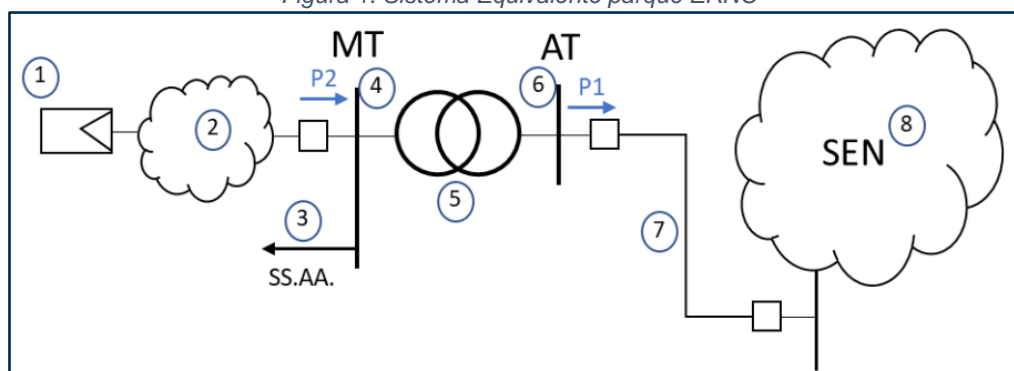 Figura 1: Sistema Equivalente parque ERNC
MT
AT
1
P2
4
6
P1
2
8
SEN
5
3
7
SS.AA.